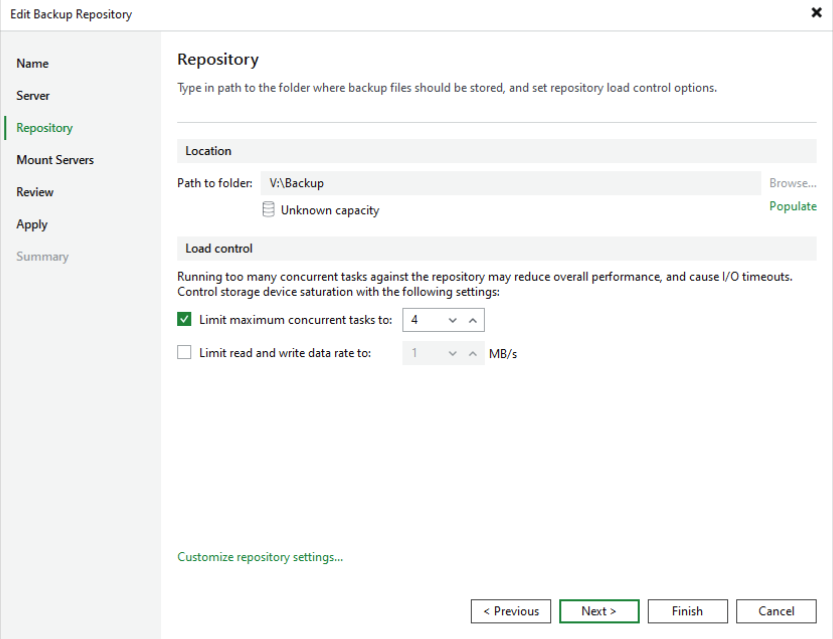 Edit Backup Repository
Name
Server
Repository
Mount Servers
Review
Apply
Summary
Repository
Type in path to the folder where backup files should be stored, and set repository load control options.
Location
Path to folder: V:\Backup Browse...
Unknown capacity Populate
Load control
Running too many concurrent tasks against the repository may reduce overall performance, and cause I/O timeouts.
Control storage device saturation with the following settings:
Limit maximum concurrent tasks to: 4
Limit read and write data rate to: 1 MB/s
Customize repository settings...
< Previous Next > Finish Cancel